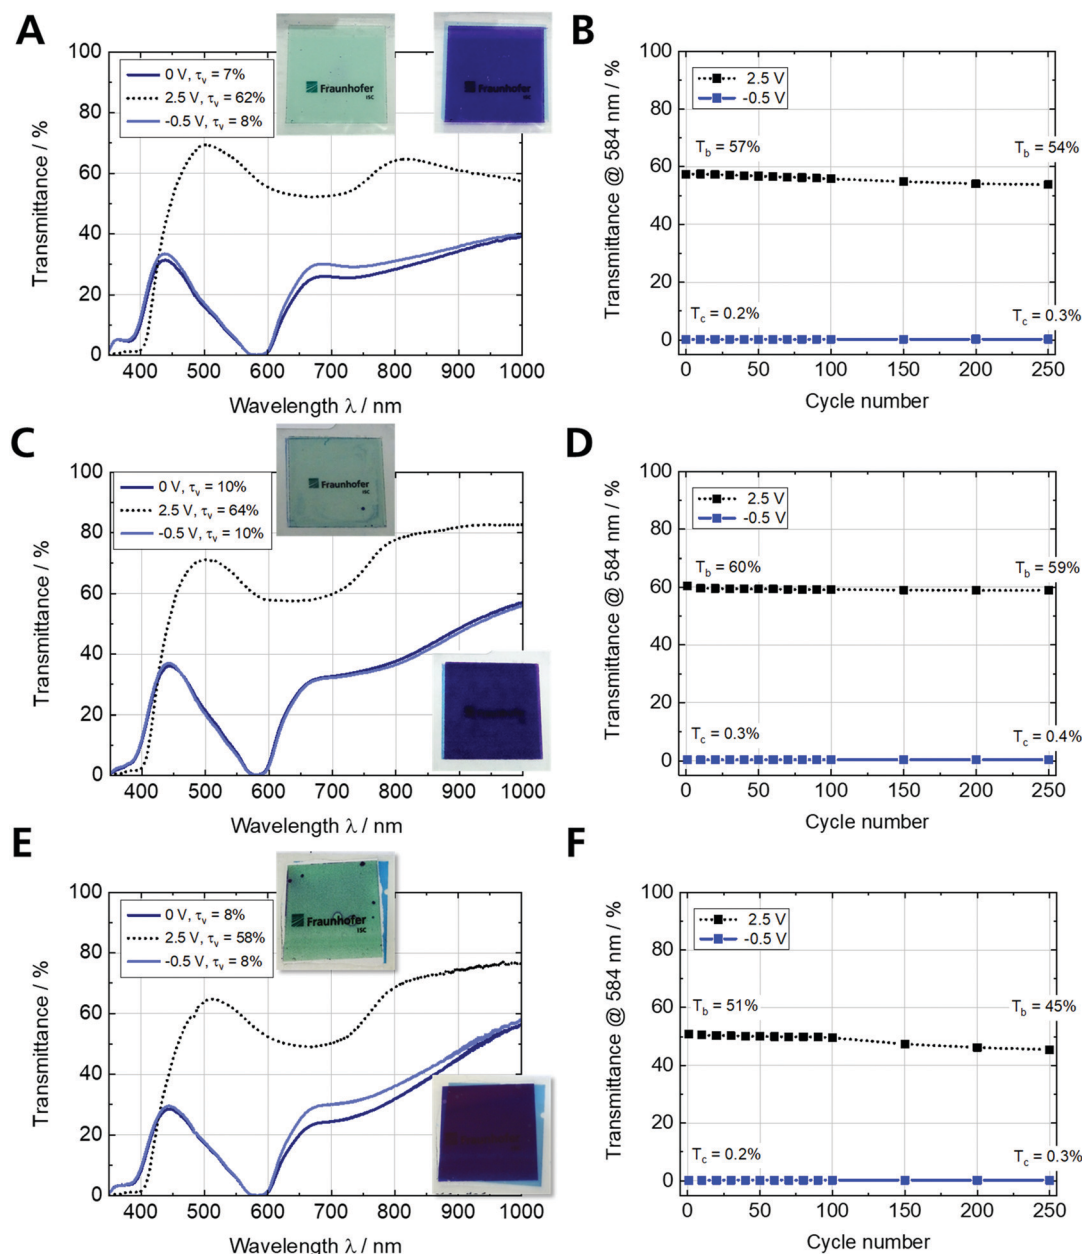 A
100
80
60
40
20
0
Transmittance / %
0 V, τv = 7%
2.5 V, τv = 62%
-0.5 V, τv = 8%
Fraunhofer
ISC
Fraunhofer
ISC
400 500 600 700 800 900 1000
Wavelength λ / nm
B
100
80
60
40
20
0
Transmittance @ 584 nm / %
2.5 V
-0.5 V
Tb = 57%
Tb = 54%
Tc = 0.2%
Tc = 0.3%
0 50 100 150 200 250
Cycle number
C
100
80
60
40
20
0
Transmittance / %
0 V, τv = 10%
2.5 V, τv = 64%
-0.5 V, τv = 10%
Fraunhofer
ISC
400 500 600 700 800 900 1000
Wavelength λ / nm
D
100
80
60
40
20
0
Transmittance @ 584 nm / %
2.5 V
-0.5 V
Tb = 60%
Tb = 59%
Tc = 0.3%
Tc = 0.4%
0 50 100 150 200 250
Cycle number
E
100
80
60
40
20
0
Transmittance / %
0 V, τv = 8%
2.5 V, τv = 58%
-0.5 V, τv = 8%
Fraunhofer
ISC
400 500 600 700 800 900 1000
Wavelength λ / nm
F
100
80
60
40
20
0
Transmittance @ 584 nm / %
2.5 V
-0.5 V
Tb = 51%
Tb = 45%
Tc = 0.2%
Tc = 0.3%
0 50 100 150 200 250
Cycle number